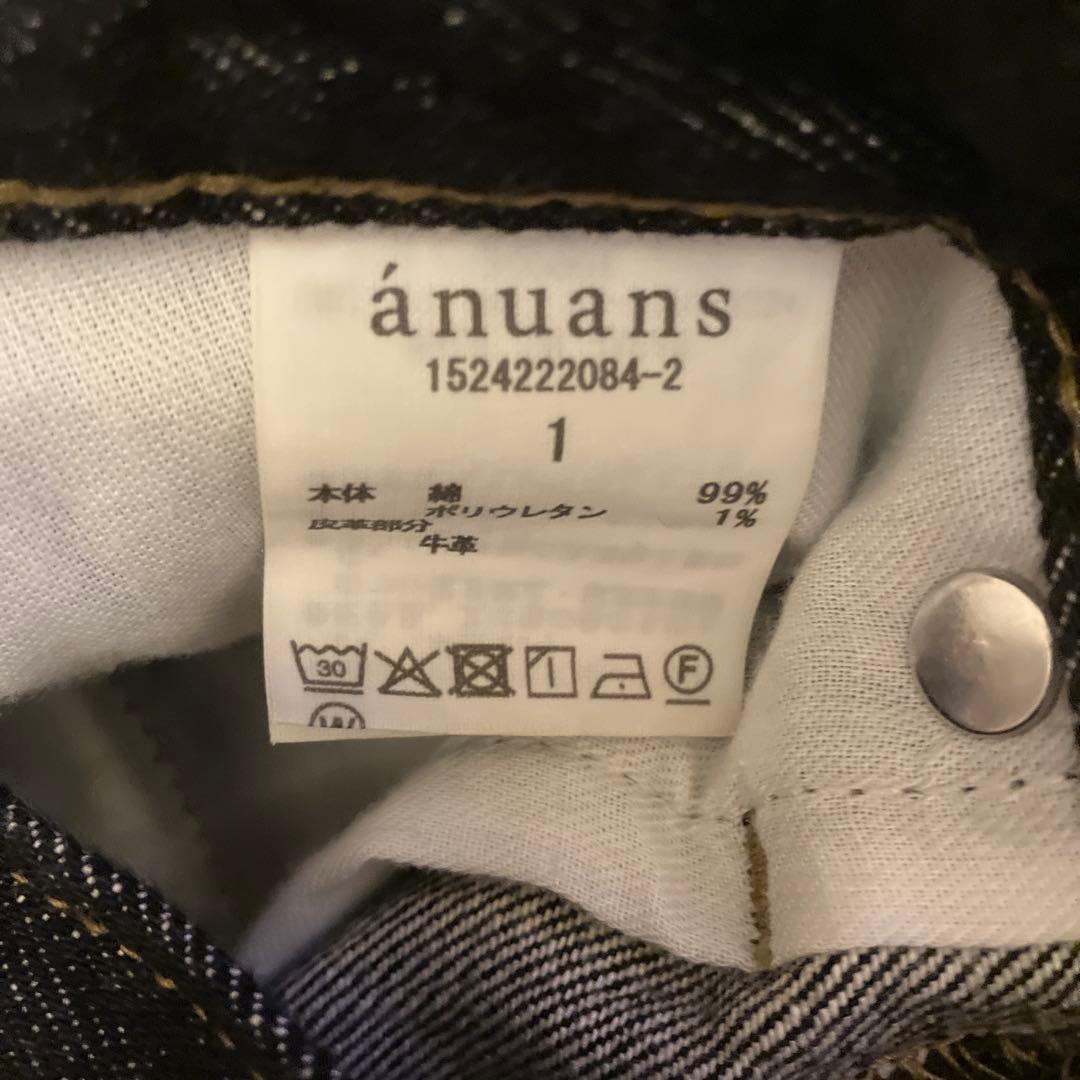 ánuans
1524222084-2
1
本体 綿 99%
ポリウレタン 1%
皮革部分
牛革
30
F
W